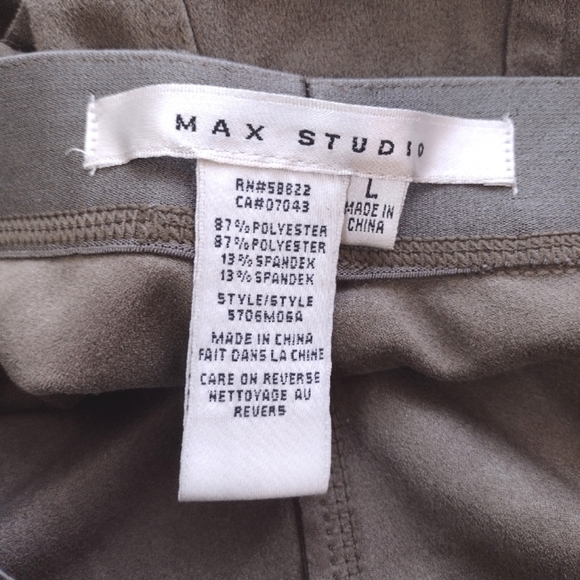 MAX STUDIO
L
MADE IN
CHINA
RN#58822
CA#07043
87%POLYESTER
87%POLYESTER
13%SPANDEX
13%SPANDEX
STYLE/STYLE
5706M06A
MADE IN CHINA
FAIT DANS LA CHINE
CARE ON REVERSE
NETTOYAGE AU
REVERS